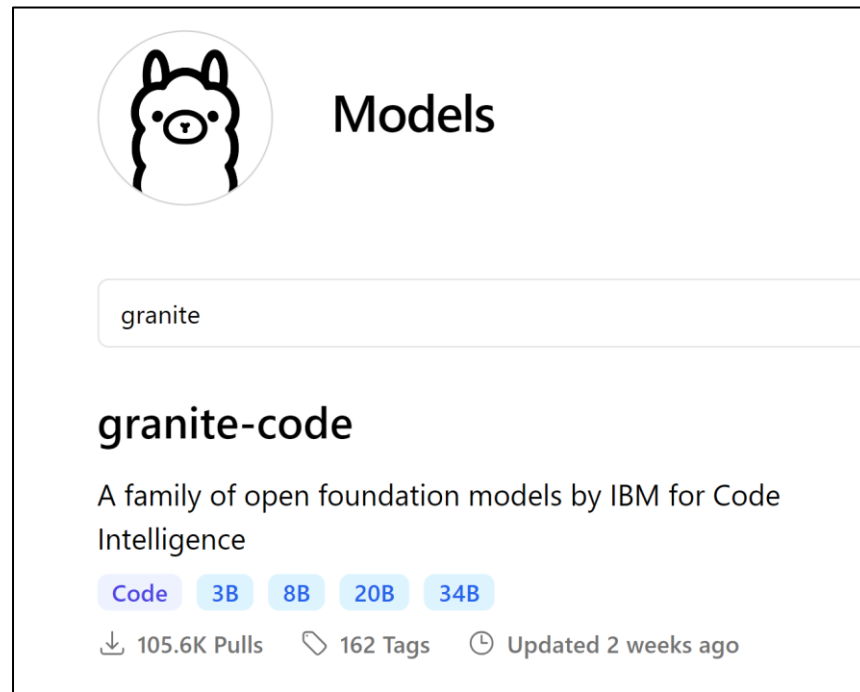 Models
granite
granite-code
A family of open foundation models by IBM for Code
Intelligence
Code 3B 8B 20B 34B
105.6K Pulls 162 Tags Updated 2 weeks ago